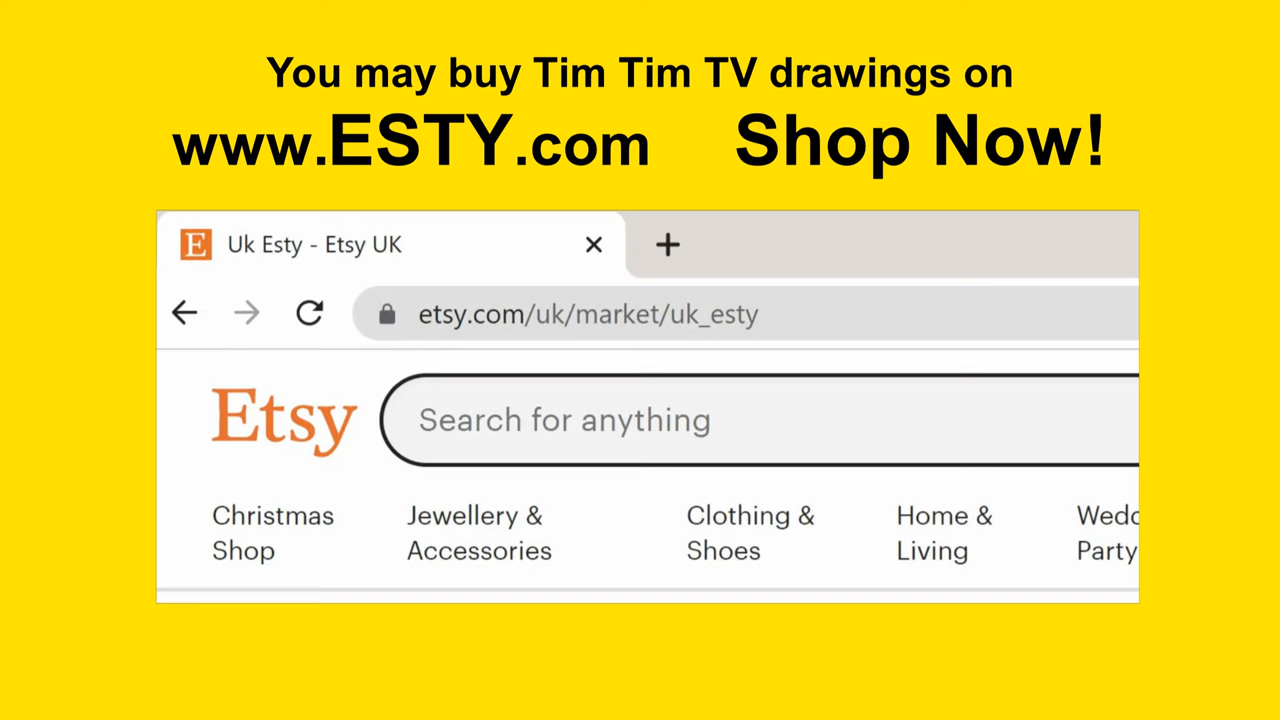 You may buy Tim Tim TV drawings on
www.ESTY.com Shop Now!
Uk Esty - Etsy UK
etsy.com/uk/market/uk_esty
Etsy Search for anything
Christmas Jewellery & Clothing & Home &
Shop Accessories Shoes Living Party